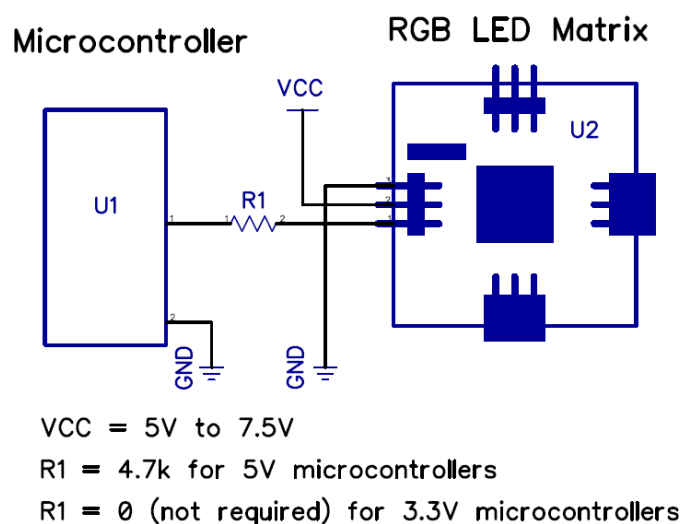 Microcontroller
RGB LED Matrix
VCC
U2
U1
R1
3
2
1
1
1
2
2
GND
GND
VCC = 5V to 7.5V
R1 = 4.7k for 5V microcontrollers
R1 = 0 (not required) for 3.3V microcontrollers